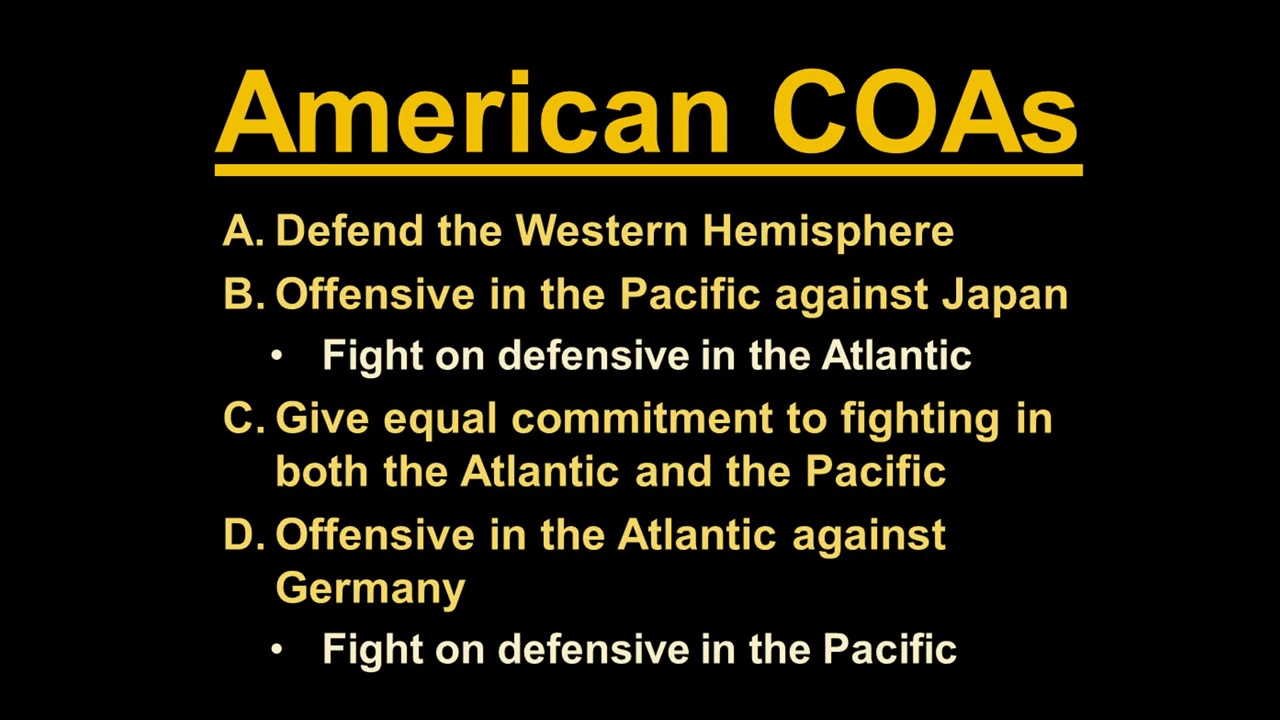 American COAs
A. Defend the Western Hemisphere
B. Offensive in the Pacific against Japan
• Fight on defensive in the Atlantic
C. Give equal commitment to fighting in
both the Atlantic and the Pacific
D. Offensive in the Atlantic against
Germany
• Fight on defensive in the Pacific